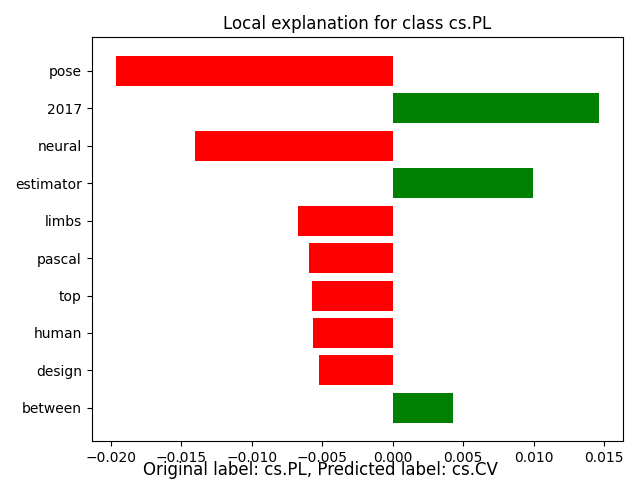 Local explanation for class cs.PL
pose
2017
neural
estimator
limbs
pascal
top
human
design
between
−0.020 −0.015 −0.010 −0.005 0.000 0.005 0.010 0.015
Original label: cs.PL, Predicted label: cs.CV